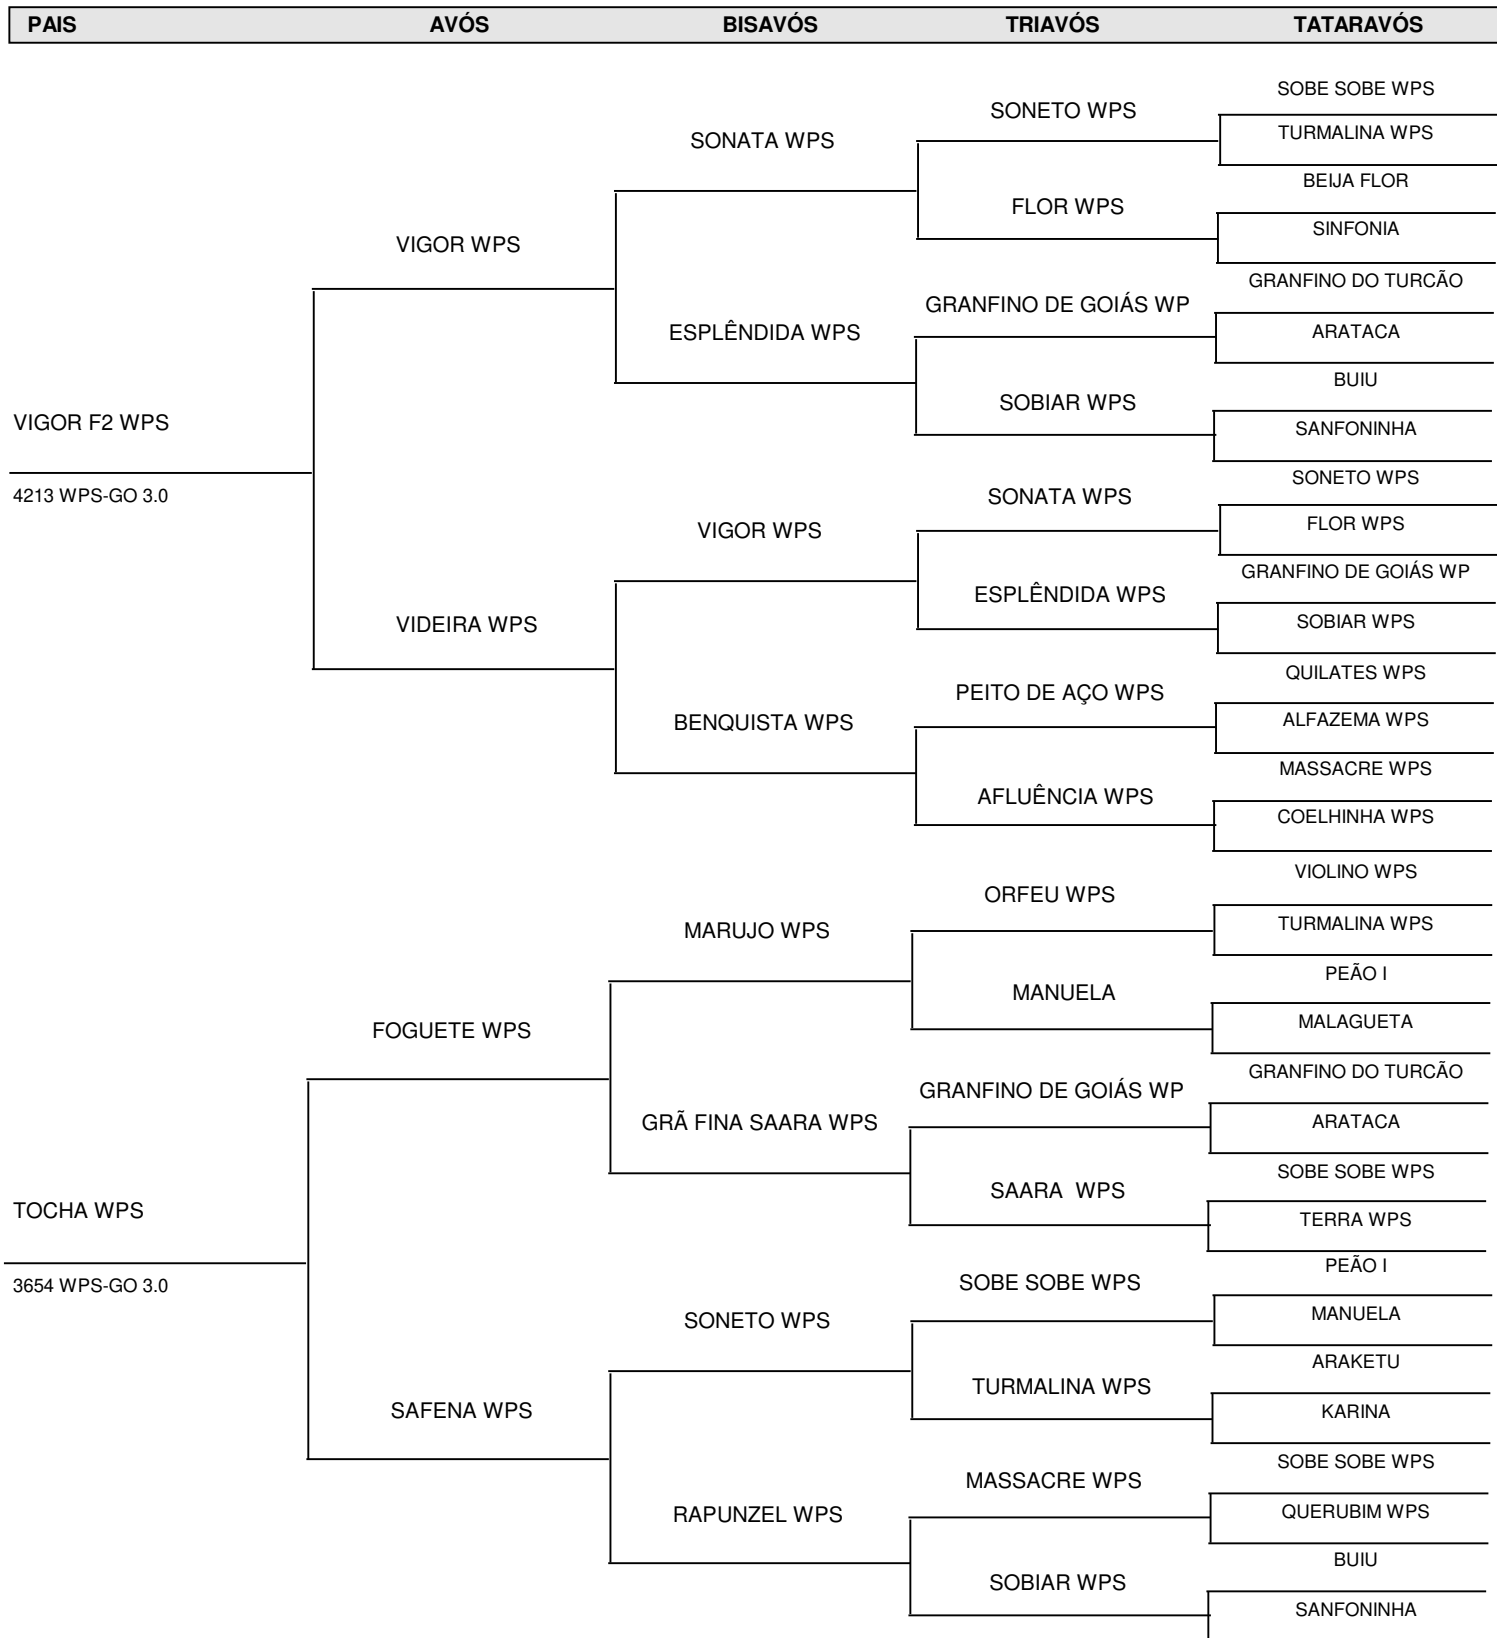 PAIS AVÓS BISAVÓS TRIAVÓS TATARAVÓS
SOBE SOBE WPS
SONETO WPS
TURMALINA WPS
SONATA WPS
BEIJA FLOR
FLOR WPS
SINFONIA
VIGOR WPS
GRANFINO DO TURCÃO
GRANFINO DE GOIÁS WP
ARATACA
ESPLÊNDIDA WPS
BUIU
SOBIAR WPS
SANFONINHA
VIGOR F2 WPS
4213 WPS-GO 3.0
SONETO WPS
SONATA WPS
FLOR WPS
VIGOR WPS
GRANFINO DE GOIÁS WP
ESPLÊNDIDA WPS
SOBIAR WPS
VIDEIRA WPS
QUILATES WPS
PEITO DE AÇO WPS
ALFAZEMA WPS
BENQUISTA WPS
MASSACRE WPS
AFLUÊNCIA WPS
COELHINHA WPS
VIOLINO WPS
ORFEU WPS
TURMALINA WPS
MARUJO WPS
PEÃO I
MANUELA
MALAGUETA
FOGUETE WPS
GRANFINO DO TURCÃO
GRANFINO DE GOIÁS WP
ARATACA
GRÃ FINA SAARA WPS
SOBE SOBE WPS
SAARA  WPS
TERRA WPS
TOCHA WPS
3654 WPS-GO 3.0
PEÃO I
SOBE SOBE WPS
MANUELA
SONETO WPS
ARAKETU
TURMALINA WPS
KARINA
SAFENA WPS
SOBE SOBE WPS
MASSACRE WPS
QUERUBIM WPS
RAPUNZEL WPS
BUIU
SOBIAR WPS
SANFONINHA